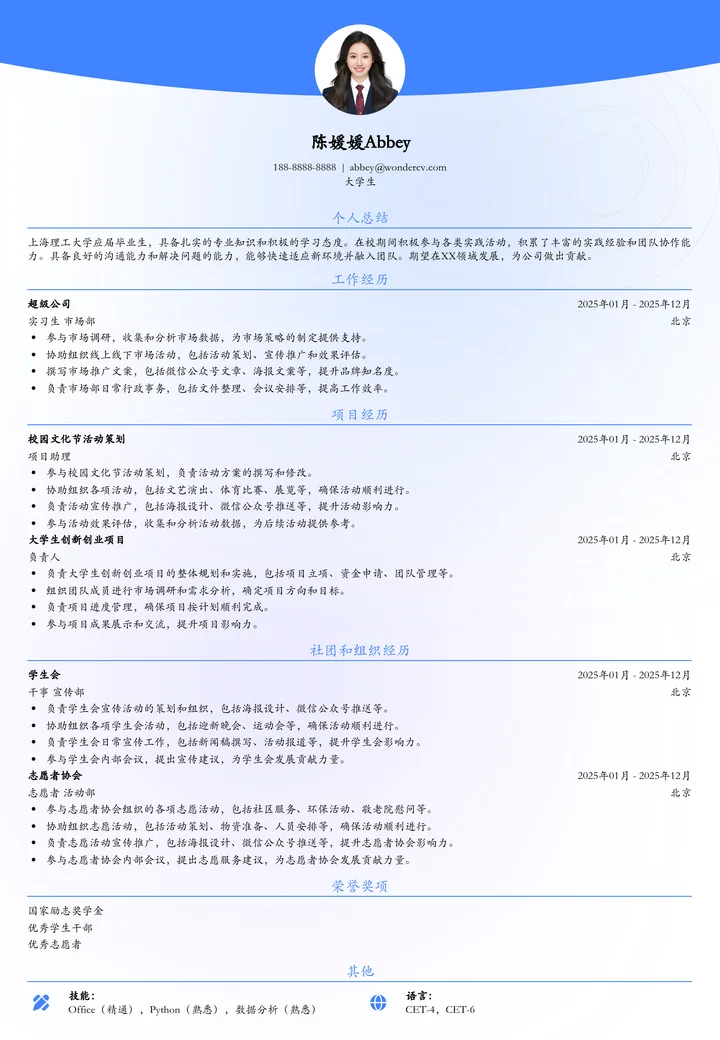 陈媛媛Abbey
188-8888-8888 | abbey@wondercv.com
大学生
个人总结
上海理工大学应届毕业生，具备扎实的专业知识和积极的学习态度。在校期间积极参与各类实践活动，积累了丰富的实践经验和团队协作能
力。具备良好的沟通能力和解决问题的能力，能够快速适应新环境并融入团队。期望在XX领域发展，为公司做出贡献。
工作经历
超级公司 2025年01月 - 2025年12月
实习生 市场部 北京
• 参与市场调研，收集和分析市场数据，为市场策略的制定提供支持。
• 协助组织线上线下市场活动，包括活动策划、宣传推广和效果评估。
• 撰写市场推广文案，包括微信公众号文章、海报文案等，提升品牌知名度。
• 负责市场部日常行政事务，包括文件整理、会议安排等，提高工作效率。
项目经历
校园文化节活动策划 2025年01月 - 2025年12月
项目助理 北京
• 参与校园文化节活动策划，负责活动方案的撰写和修改。
• 协助组织各项活动，包括文艺演出、体育比赛、展览等，确保活动顺利进行。
• 负责活动宣传推广，包括海报设计、微信公众号推送等，提升活动影响力。
• 参与活动效果评估，收集和分析活动数据，为后续活动提供参考。
大学生创新创业项目 2025年01月 - 2025年12月
负责人 北京
• 负责大学生创新创业项目的整体规划和实施，包括项目立项、资金申请、团队管理等。
• 组织团队成员进行市场调研和需求分析，确定项目方向和目标。
• 负责项目进度管理，确保项目按计划顺利完成。
• 参与项目成果展示和交流，提升项目影响力。
社团和组织经历
学生会 2025年01月 - 2025年12月
干事 宣传部 北京
• 负责学生会宣传活动的策划和组织，包括海报设计、微信公众号推送等。
• 协助组织各项学生会活动，包括迎新晚会、运动会等，确保活动顺利进行。
• 负责学生会日常宣传工作，包括新闻稿撰写、活动报道等，提升学生会影响力。
• 参与学生会内部会议，提出宣传建议，为学生会发展贡献力量。
志愿者协会 2025年01月 - 2025年12月
志愿者 活动部 北京
• 参与志愿者协会组织的各项志愿活动，包括社区服务、环保活动、敬老院慰问等。
• 协助组织志愿活动，包括活动策划、物资准备、人员安排等，确保活动顺利进行。
• 负责志愿活动宣传推广，包括海报设计、微信公众号推送等，提升志愿者协会影响力。
• 参与志愿者协会内部会议，提出志愿服务建议，为志愿者协会发展贡献力量。
荣誉奖项
国家励志奖学金
优秀学生干部
优秀志愿者
其他
技能： 语言：
Office（精通），Python（熟悉），数据分析（熟悉） CET-4，CET-6